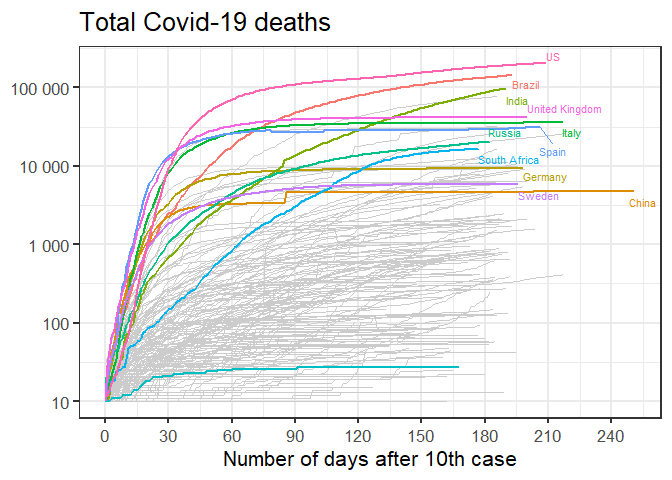 Total Covid-19 deaths
100 000
10 000
1 000
100
10
US
Brazil
India
United Kingdom
Italy
Russia
Spain
South Africa
Germany
Sweden
China
0 30 60 90 120 150 180 210 240
Number of days after 10th case